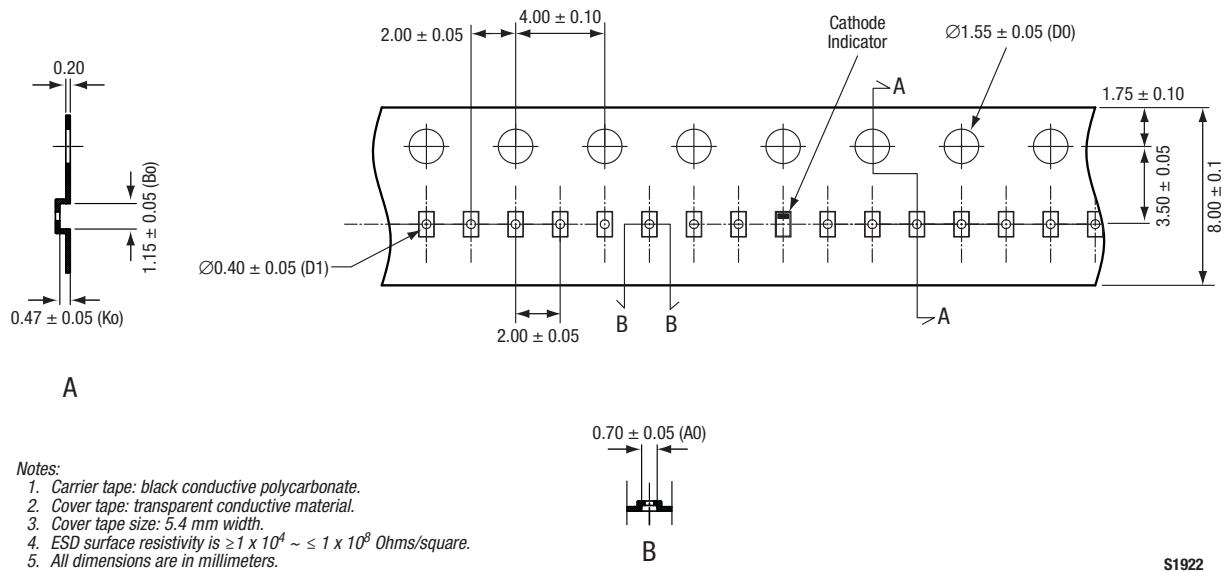 4.00 ± 0.10
2.00 ± 0.05
Cathode
Indicator
∅1.55 ± 0.05 (D0)
0.20
A
1.75 ± 0.10
1.15 ± 0.05 (Bo)
3.50 ± 0.05
8.00 ± 0.1
∅0.40 ± 0.05 (D1)
0.47 ± 0.05 (Ko)
B B
A
2.00 ± 0.05
A
0.70 ± 0.05 (A0)
B
Notes:
1. Carrier tape: black conductive polycarbonate.
2. Cover tape: transparent conductive material.
3. Cover tape size: 5.4 mm width.
4. ESD surface resistivity is ≥1 x 10⁴ ~ ≤ 1 x 10⁸ Ohms/square.
5. All dimensions are in millimeters.
S1922